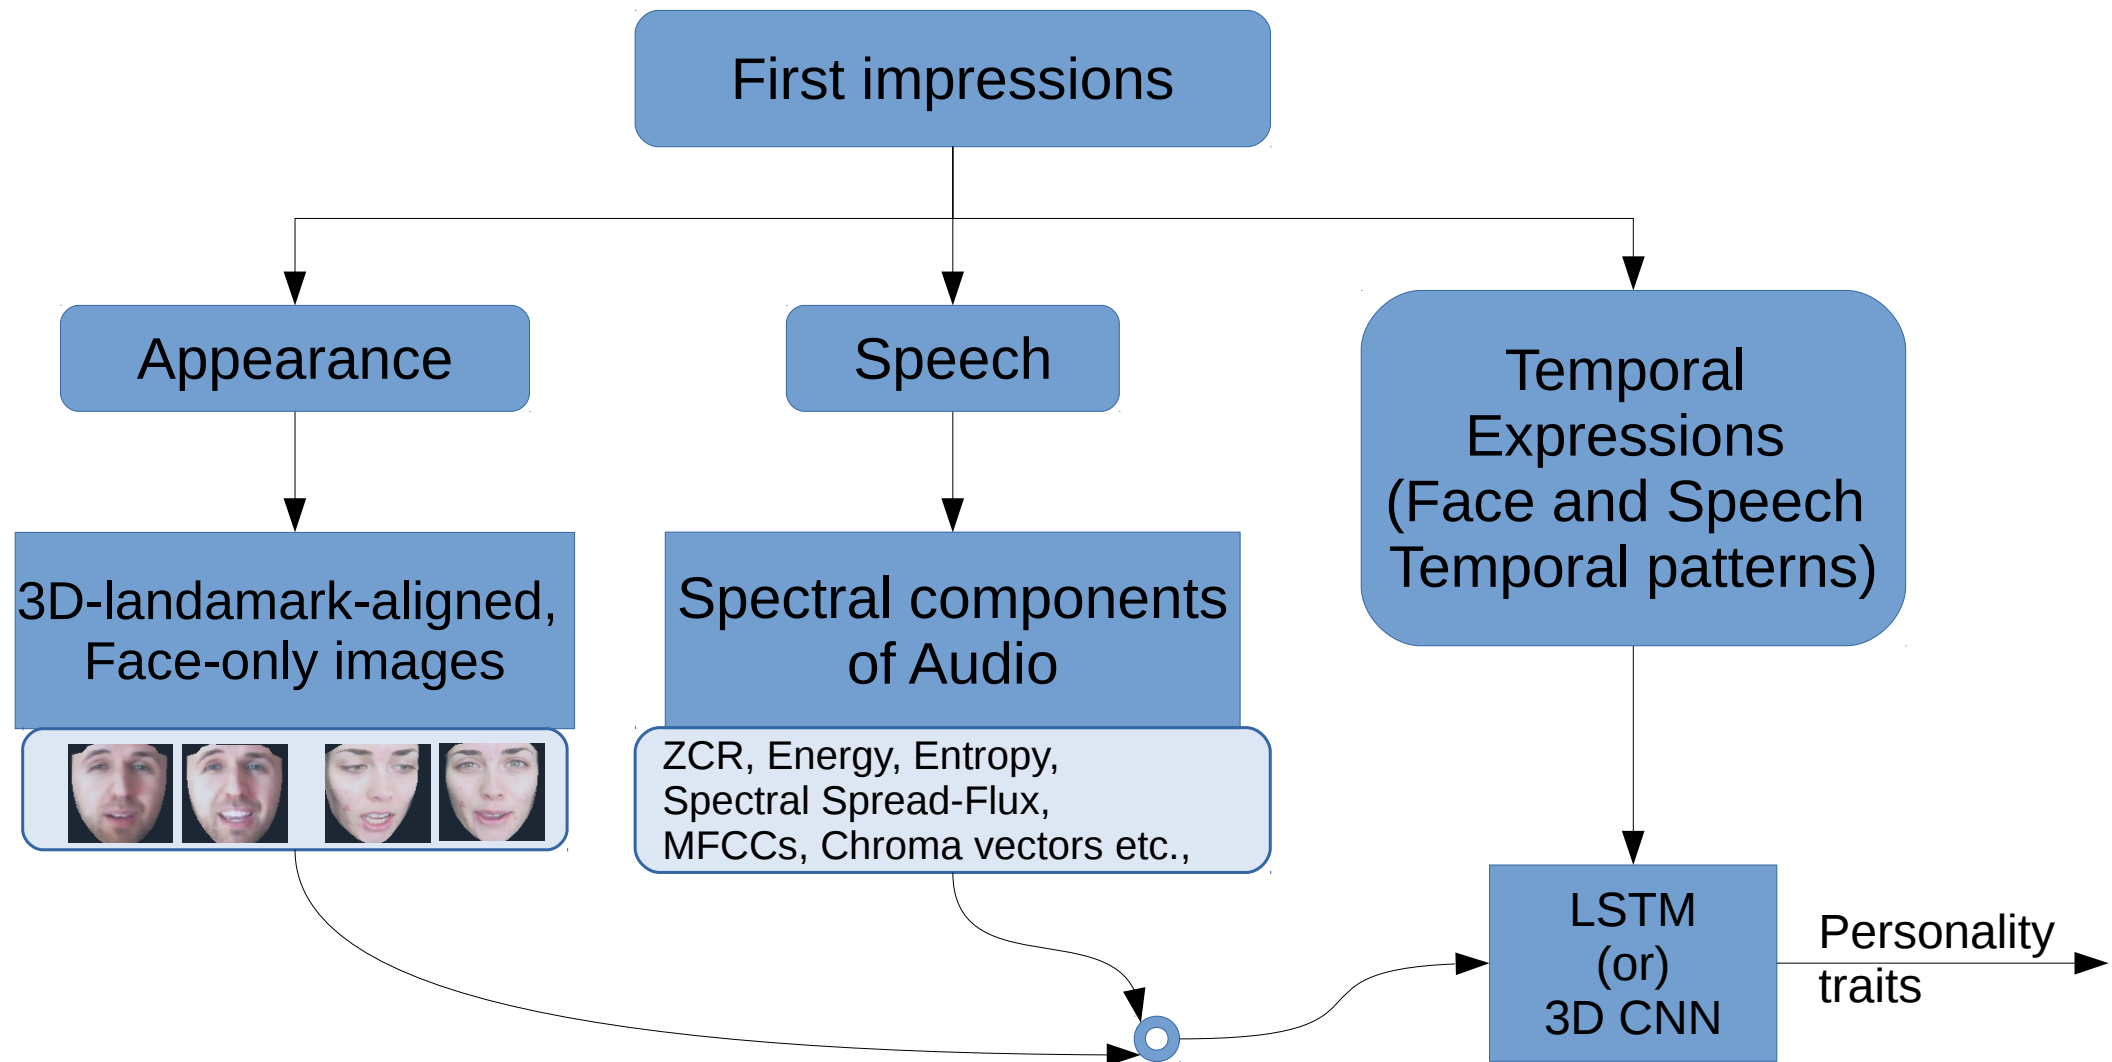 First impressions
Appearance
Speech
Temporal
Expressions
(Face and Speech
Temporal patterns)
3D-landamark-aligned,
Face-only images
Spectral components
of Audio
ZCR, Energy, Entropy,
Spectral Spread-Flux,
MFCCs, Chroma vectors etc.,
LSTM
(or)
3D CNN
Personality
traits